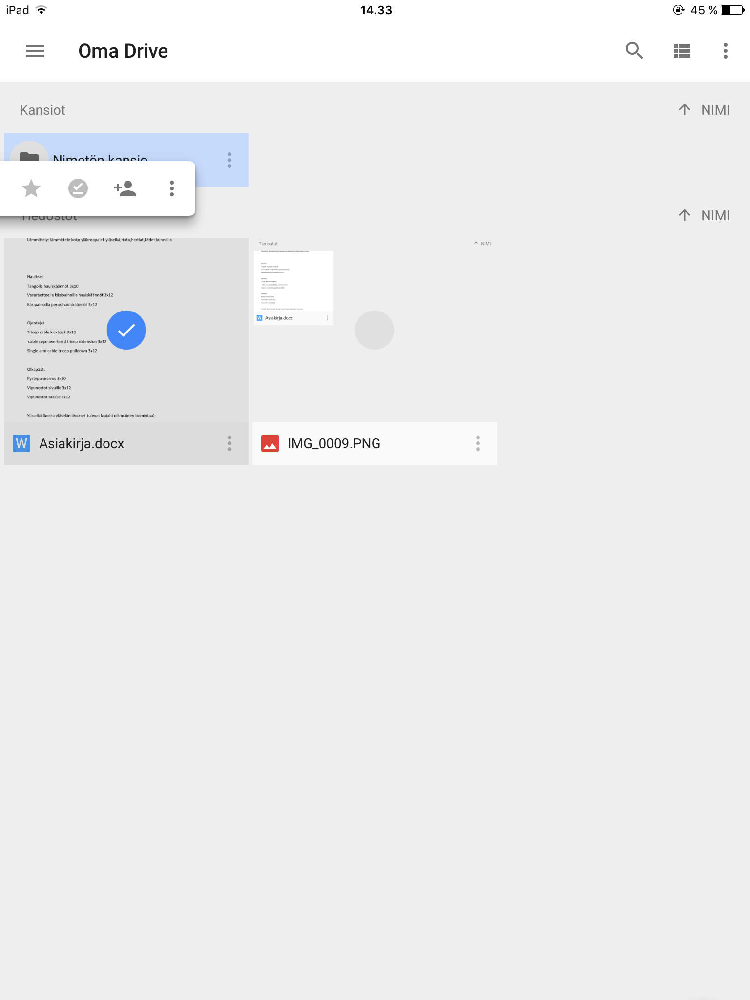 iPad 14.33 45 %
Oma Drive
Kansiot NIMI
Nimetön kansio
Tiedostot NIMI
Lämmittely: lämmittele koko yläkroppa eli yläselkä,rinta,hartiat,kädet kunnolla
Hauikset
Tangolla hauiskäännöt 3x10
Vasaraotteella käsipainoilla hauiskäännöt 3x12
Käsipainoilla perus hauiskäännöt 3x12
Ojentajat
Tricep cable kickback 3x12
cable rope overhead tricep extension 3x12
Single arm cable tricep pulldown 3x12
Olkapäät:
Pystypunnerrus 3x10
Vipunostot sivuille 3x12
Vipunostot taakse 3x12
Yläselkä (koska yläselän lihakset tulevat laajalti olkapäiden toimintaa):
W Asiakirja.docx
Tiedostot NIMI
W Asiakirja.docx
IMG_0009.PNG